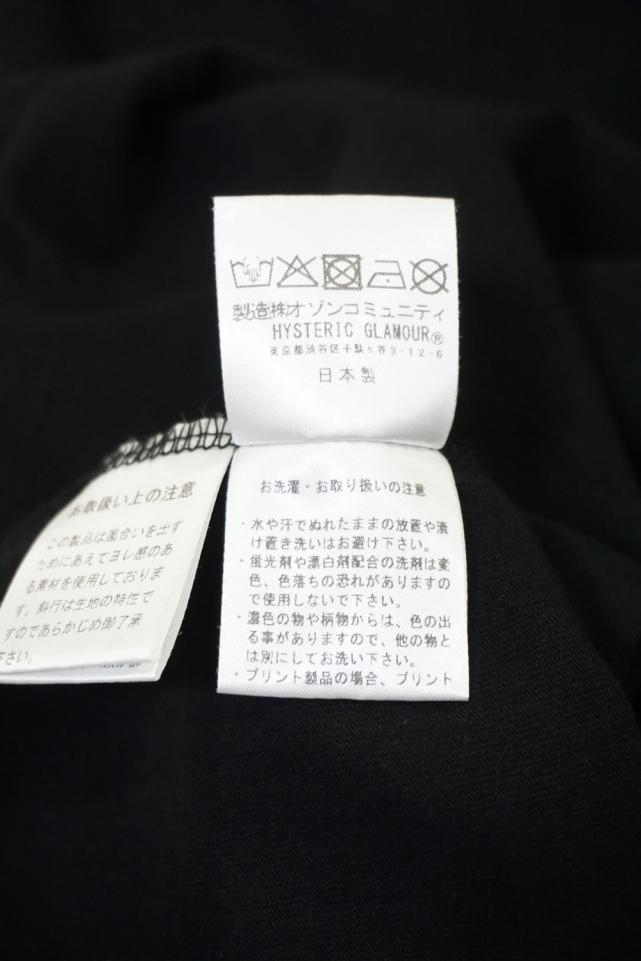 製造㈱オゾンコミュニティ
HYSTERIC GLAMOUR®
東京都渋谷区千駄ヶ谷3-12-6
日本製
お洗濯・お取り扱いの注意
・水や汗でぬれたままの放置や漬
け置き洗いはお避け下さい。
・蛍光剤や漂白剤配合の洗剤は変
色、色落ちの恐れがありますの
で使用しないで下さい。
・濃色の物や柄物からは、色の出
る事がありますので、他の物と
は別にしてお洗い下さい。
・プリント製品の場合、プリント
お取扱い上の注意
この製品は風合いを出す
ためにあえてヨレ感のあ
る素材を使用しておりま
す。斜行は生地の特性で
すのであらかじめ御了承
下さい。